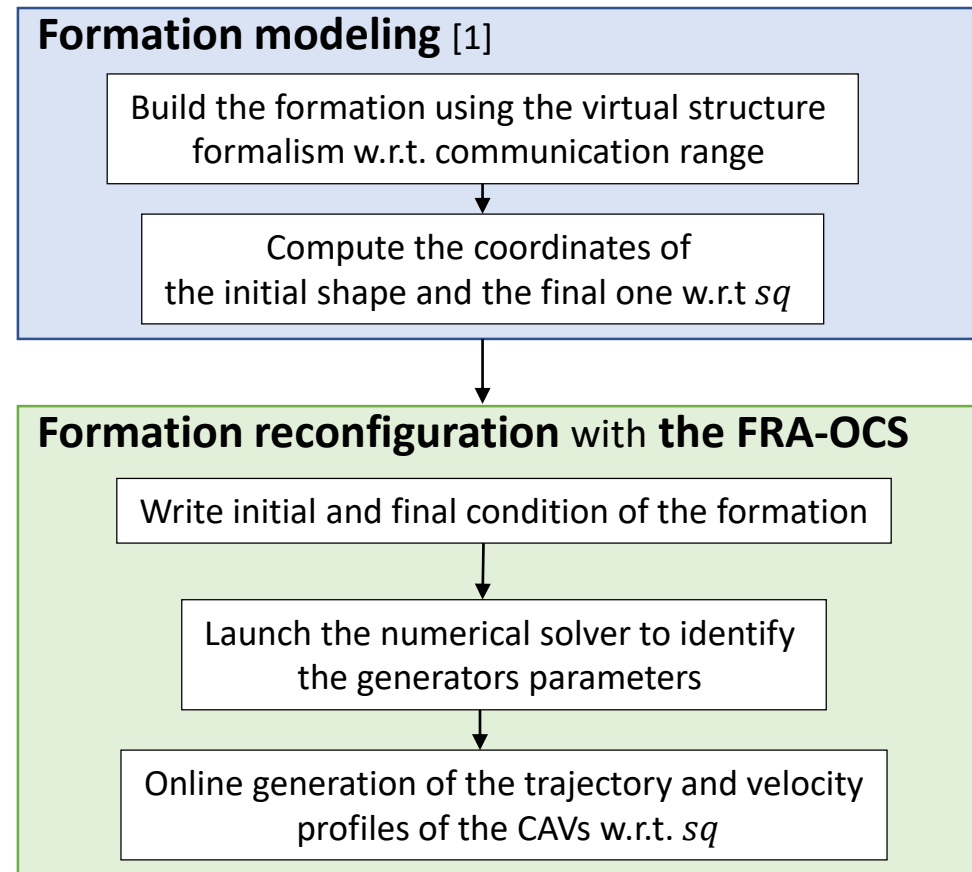 Formation modeling [1]
Build the formation using the virtual structure
formalism w.r.t. communication range
Compute the coordinates of
the initial shape and the final one w.r.t sq
Formation reconfiguration with the FRA-OCS
Write initial and final condition of the formation
Launch the numerical solver to identify
the generators parameters
Online generation of the trajectory and velocity
profiles of the CAVs w.r.t. sq